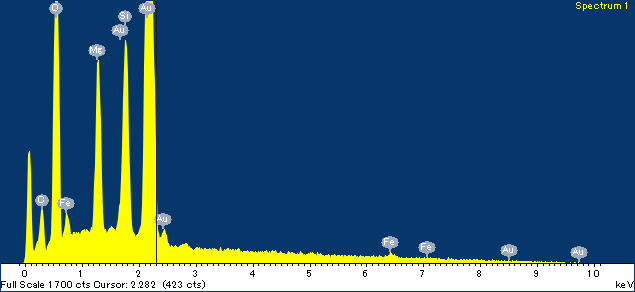 Spectrum 1
O Si Au
Au
Mg
C Fe
Au
Fe Fe Au Au
0 1 2 3 4 5 6 7 8 9 10
Full Scale 1700 cts Cursor: 2.282 (423 cts) keV